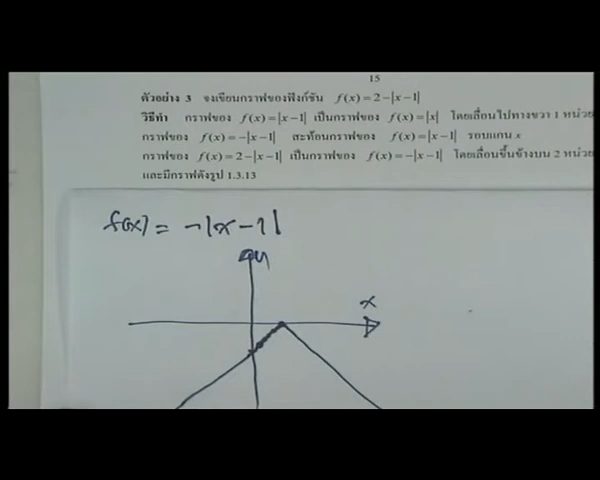 15
ตัวอย่าง 3 จงเขียนกราฟของฟังก์ชัน f(x) = 2-|x-1|
วิธีทำ กราฟของ f(x) = |x-1| เป็นกราฟของ f(x) = |x| โดยเลื่อนไปทางขวา 1 หน่วย
กราฟของ f(x) = -|x-1| สะท้อนกราฟของ f(x) = |x-1| รอบแกน x
กราฟของ f(x) = 2-|x-1| เป็นกราฟของ f(x) = -|x-1| โดยเลื่อนขึ้นข้างบน 2 หน่วย
และมีกราฟดังรูป 1.3.13
f(x) = -|x-1|
y
x